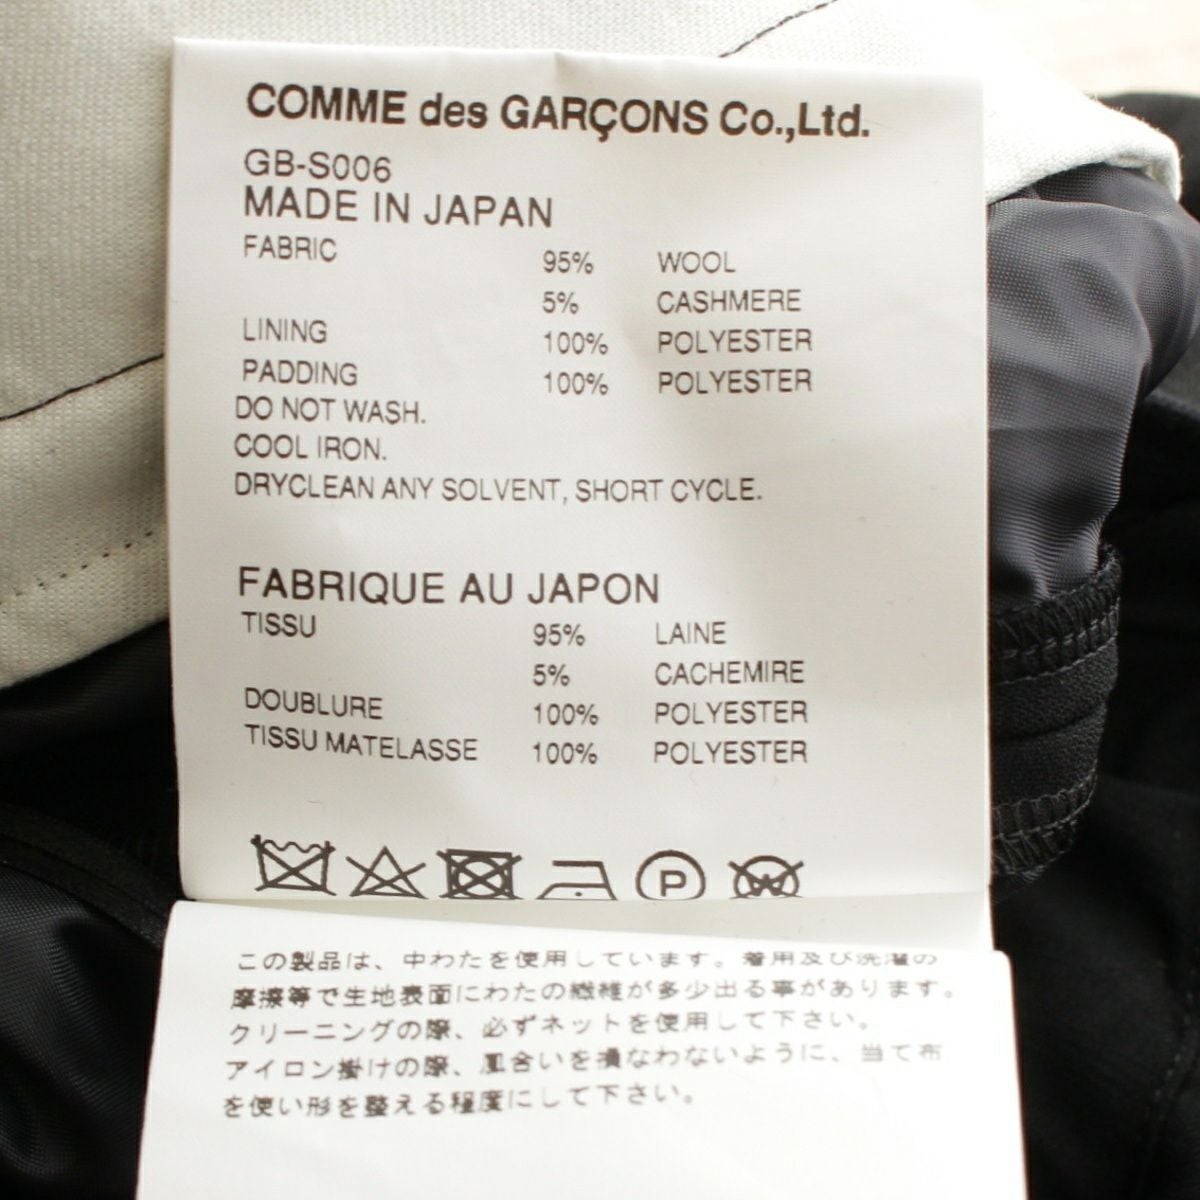 COMME des GARÇONS Co.,Ltd.
GB-S006
MADE IN JAPAN
FABRIC 95% WOOL
5% CASHMERE
LINING 100% POLYESTER
PADDING 100% POLYESTER
DO NOT WASH.
COOL IRON.
DRYCLEAN ANY SOLVENT, SHORT CYCLE.
FABRIQUE AU JAPON
TISSU 95% LAINE
5% CACHEMIRE
DOUBLURE 100% POLYESTER
TISSU MATELASSE 100% POLYESTER
P W
この製品は、中わたを使用しています。着用及び洗濯の
摩擦等で生地表面にわたの繊維が多少出る事があります。
クリーニングの際、必ずネットを使用して下さい。
アイロン掛けの際、風合いを損なわないように、当て布
を使い形を整える程度にして下さい。